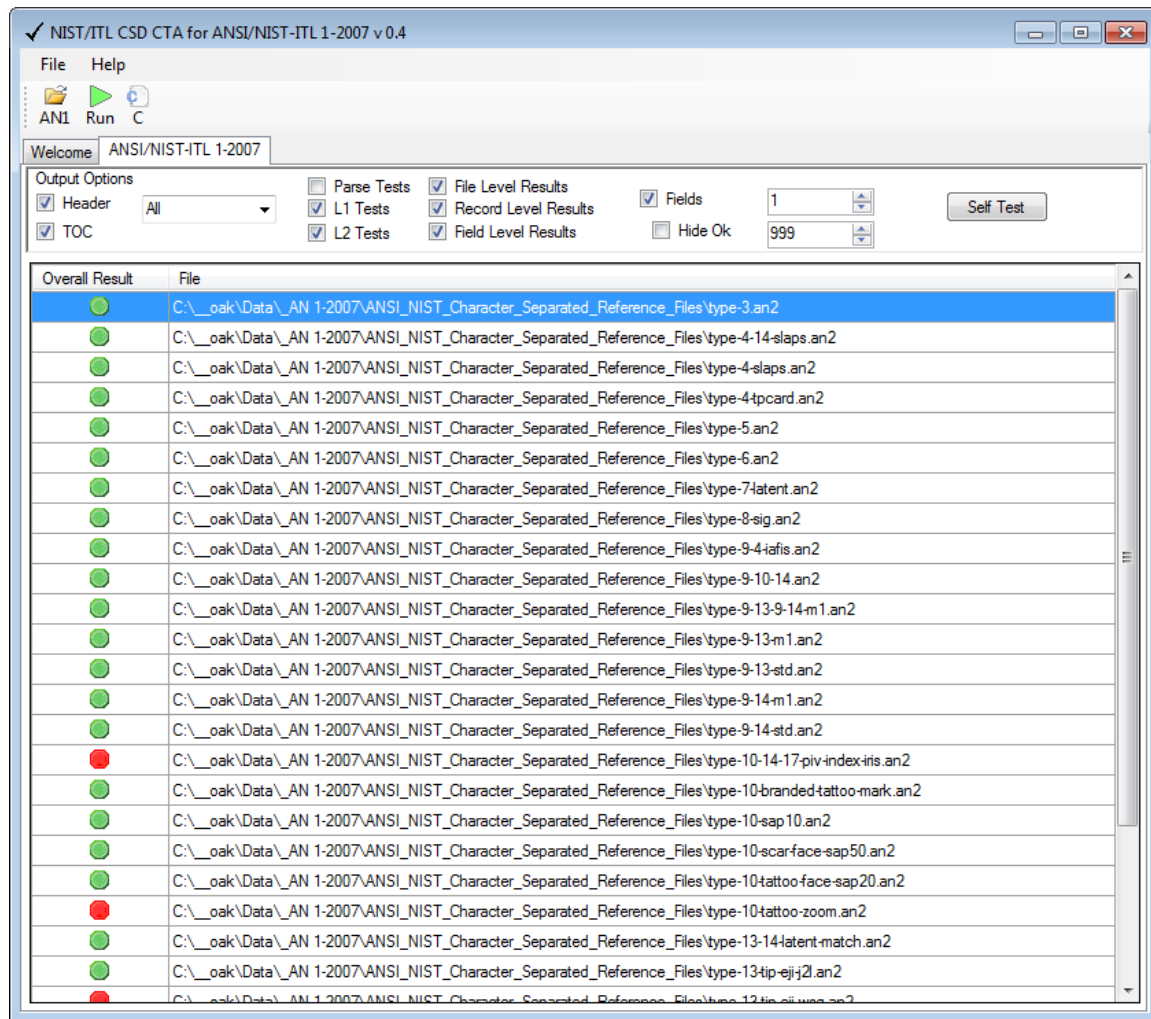 NIST/ITL CSD CTA for ANSI/NIST-ITL 1-2007 v 0.4
File Help
AN1 Run C
Welcome ANSI/NIST-ITL 1-2007
Output Options
Header All Parse Tests File Level Results Fields 1 Self Test
L1 Tests Record Level Results
TOC L2 Tests Field Level Results Hide Ok 999
Overall Result File
C:\__oak\Data\_AN 1-2007\ANSI_NIST_Character_Separated_Reference_Files\type-3.an2
C:\__oak\Data\_AN 1-2007\ANSI_NIST_Character_Separated_Reference_Files\type-4-14-slaps.an2
C:\__oak\Data\_AN 1-2007\ANSI_NIST_Character_Separated_Reference_Files\type-4-slaps.an2
C:\__oak\Data\_AN 1-2007\ANSI_NIST_Character_Separated_Reference_Files\type-4-tpcard.an2
C:\__oak\Data\_AN 1-2007\ANSI_NIST_Character_Separated_Reference_Files\type-5.an2
C:\__oak\Data\_AN 1-2007\ANSI_NIST_Character_Separated_Reference_Files\type-6.an2
C:\__oak\Data\_AN 1-2007\ANSI_NIST_Character_Separated_Reference_Files\type-7-latent.an2
C:\__oak\Data\_AN 1-2007\ANSI_NIST_Character_Separated_Reference_Files\type-8-sig.an2
C:\__oak\Data\_AN 1-2007\ANSI_NIST_Character_Separated_Reference_Files\type-9-4-iafis.an2
C:\__oak\Data\_AN 1-2007\ANSI_NIST_Character_Separated_Reference_Files\type-9-10-14.an2
C:\__oak\Data\_AN 1-2007\ANSI_NIST_Character_Separated_Reference_Files\type-9-13-9-14-m1.an2
C:\__oak\Data\_AN 1-2007\ANSI_NIST_Character_Separated_Reference_Files\type-9-13-m1.an2
C:\__oak\Data\_AN 1-2007\ANSI_NIST_Character_Separated_Reference_Files\type-9-13-std.an2
C:\__oak\Data\_AN 1-2007\ANSI_NIST_Character_Separated_Reference_Files\type-9-14-m1.an2
C:\__oak\Data\_AN 1-2007\ANSI_NIST_Character_Separated_Reference_Files\type-9-14-std.an2
C:\__oak\Data\_AN 1-2007\ANSI_NIST_Character_Separated_Reference_Files\type-10-14-17-piv-index-iris.an2
C:\__oak\Data\_AN 1-2007\ANSI_NIST_Character_Separated_Reference_Files\type-10-branded-tattoo-mark.an2
C:\__oak\Data\_AN 1-2007\ANSI_NIST_Character_Separated_Reference_Files\type-10-sap10.an2
C:\__oak\Data\_AN 1-2007\ANSI_NIST_Character_Separated_Reference_Files\type-10-scar-face-sap50.an2
C:\__oak\Data\_AN 1-2007\ANSI_NIST_Character_Separated_Reference_Files\type-10-tattoo-face-sap20.an2
C:\__oak\Data\_AN 1-2007\ANSI_NIST_Character_Separated_Reference_Files\type-10-tattoo-zoom.an2
C:\__oak\Data\_AN 1-2007\ANSI_NIST_Character_Separated_Reference_Files\type-13-14-latent-match.an2
C:\__oak\Data\_AN 1-2007\ANSI_NIST_Character_Separated_Reference_Files\type-13-tip-eji-j2l.an2
C:\__oak\Data\_AN 1-2007\ANSI_NIST_Character_Separated_Reference_Files\type-13-tip-eji-wsq.an2